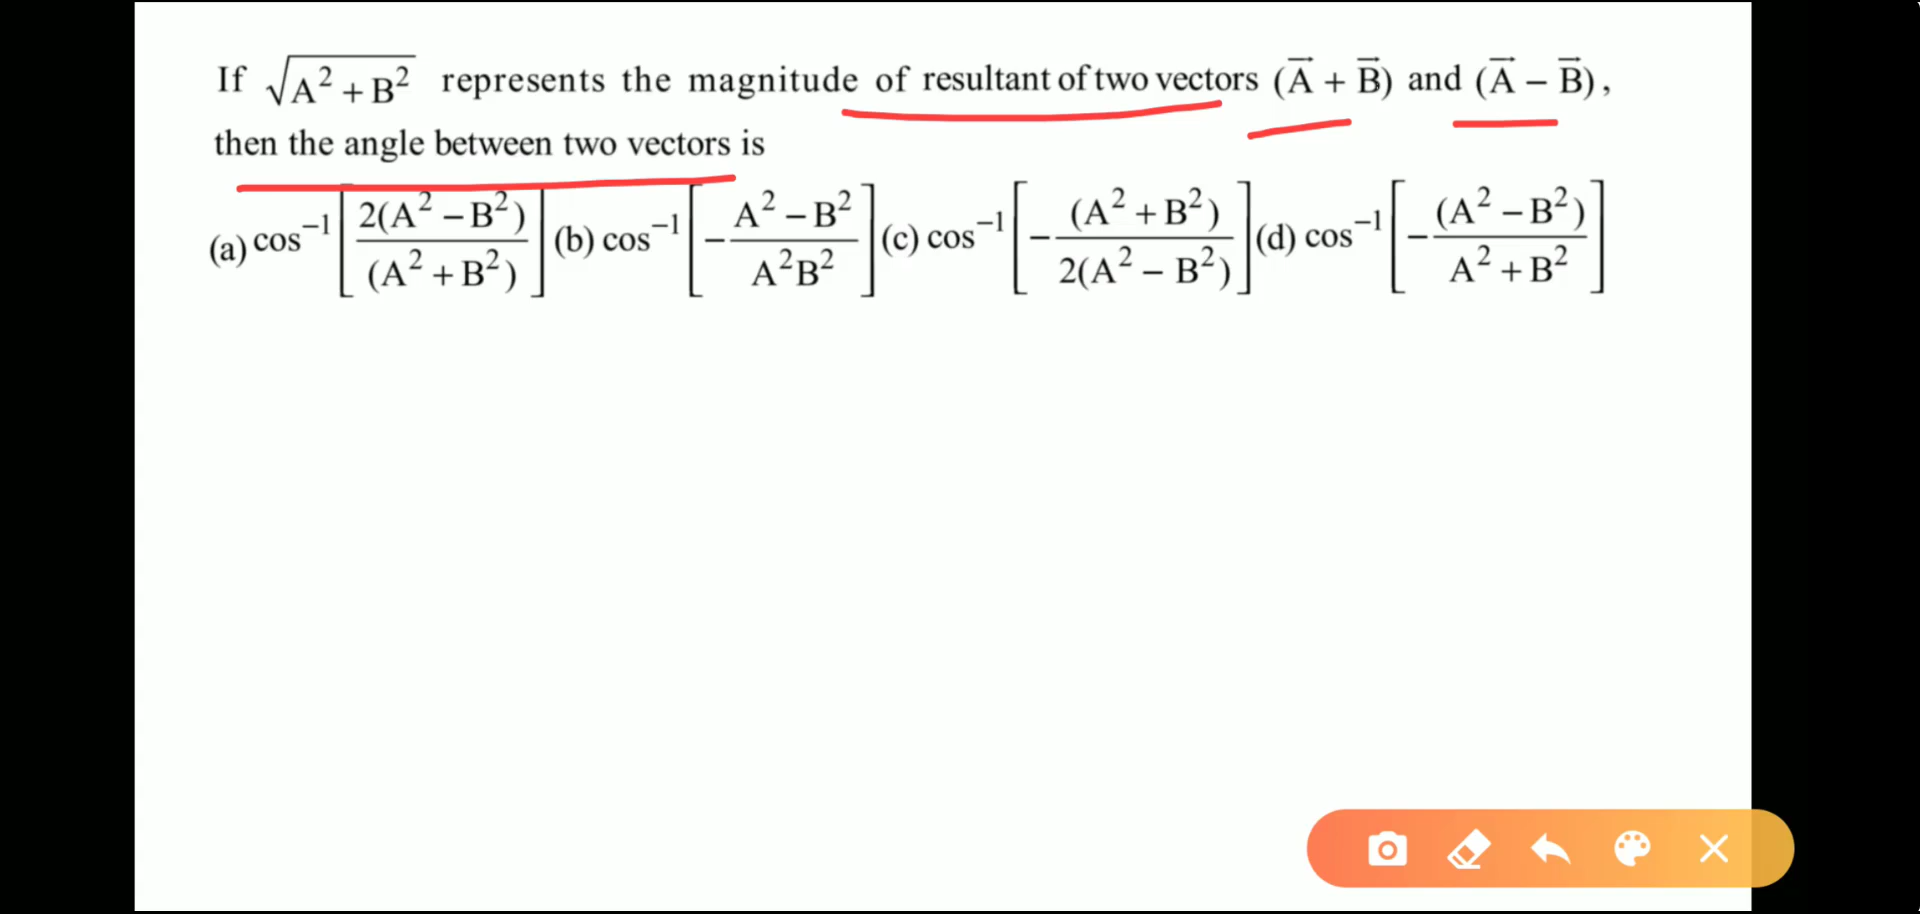 If √(A² + B²) represents the magnitude of resultant of two vectors (A⃗ + B⃗) and (A⃗ – B⃗),
then the angle between two vectors is
(a) cos⁻¹[2(A² – B²)/(A² + B²)] (b) cos⁻¹[–(A² – B²)/A²B²] (c) cos⁻¹[–(A² + B²)/2(A² – B²)] (d) cos⁻¹[–(A² – B²)/A² + B²]